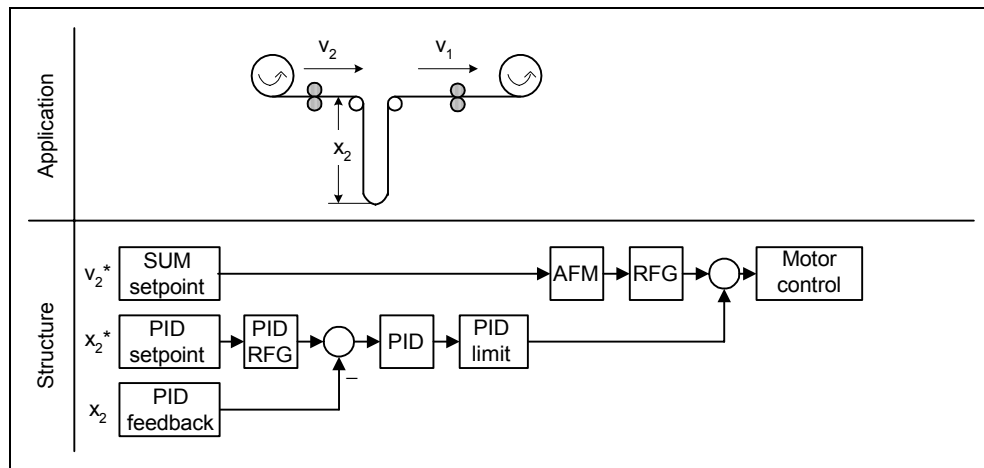 Application
v2
v1
x2
Structure
v2*
SUM
setpoint
AFM
RFG
Motor
control
x2*
PID
setpoint
PID
RFG
PID
PID
limit
–
x2
PID
feedback